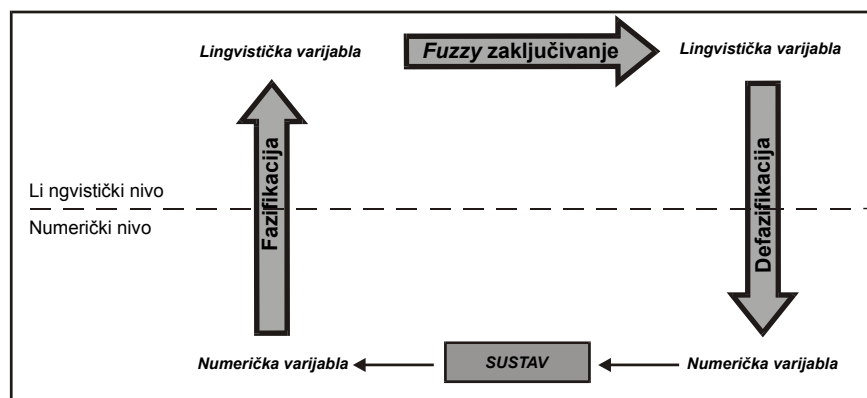 Lingvistička varijabla
Fuzzy zaključivanje
Lingvistička varijabla
Fazifikacija
Defazifikacija
Li ngvistički nivo
Numerički nivo
Numerička varijabla
SUSTAV
Numerička varijabla